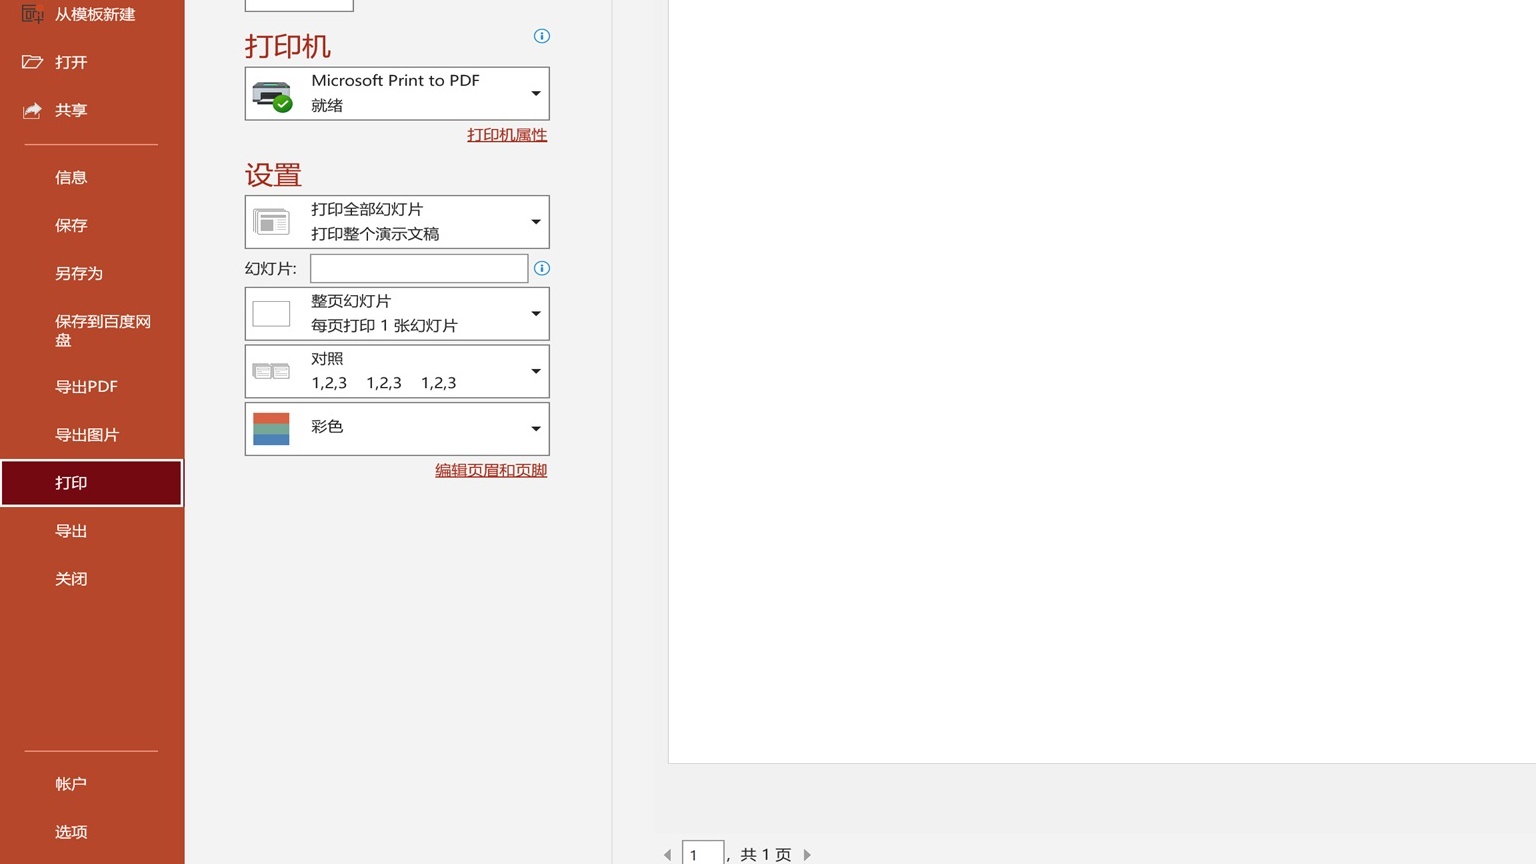 从模板新建
打开
共享
信息
保存
另存为
保存到百度网
盘
导出PDF
导出图片
打印
导出
关闭
帐户
选项
打印机
Microsoft Print to PDF
就绪
打印机属性
设置
打印全部幻灯片
打印整个演示文稿
幻灯片:
整页幻灯片
每页打印 1 张幻灯片
对照
1,2,3 1,2,3 1,2,3
彩色
编辑页眉和页脚
1 , 共 1 页